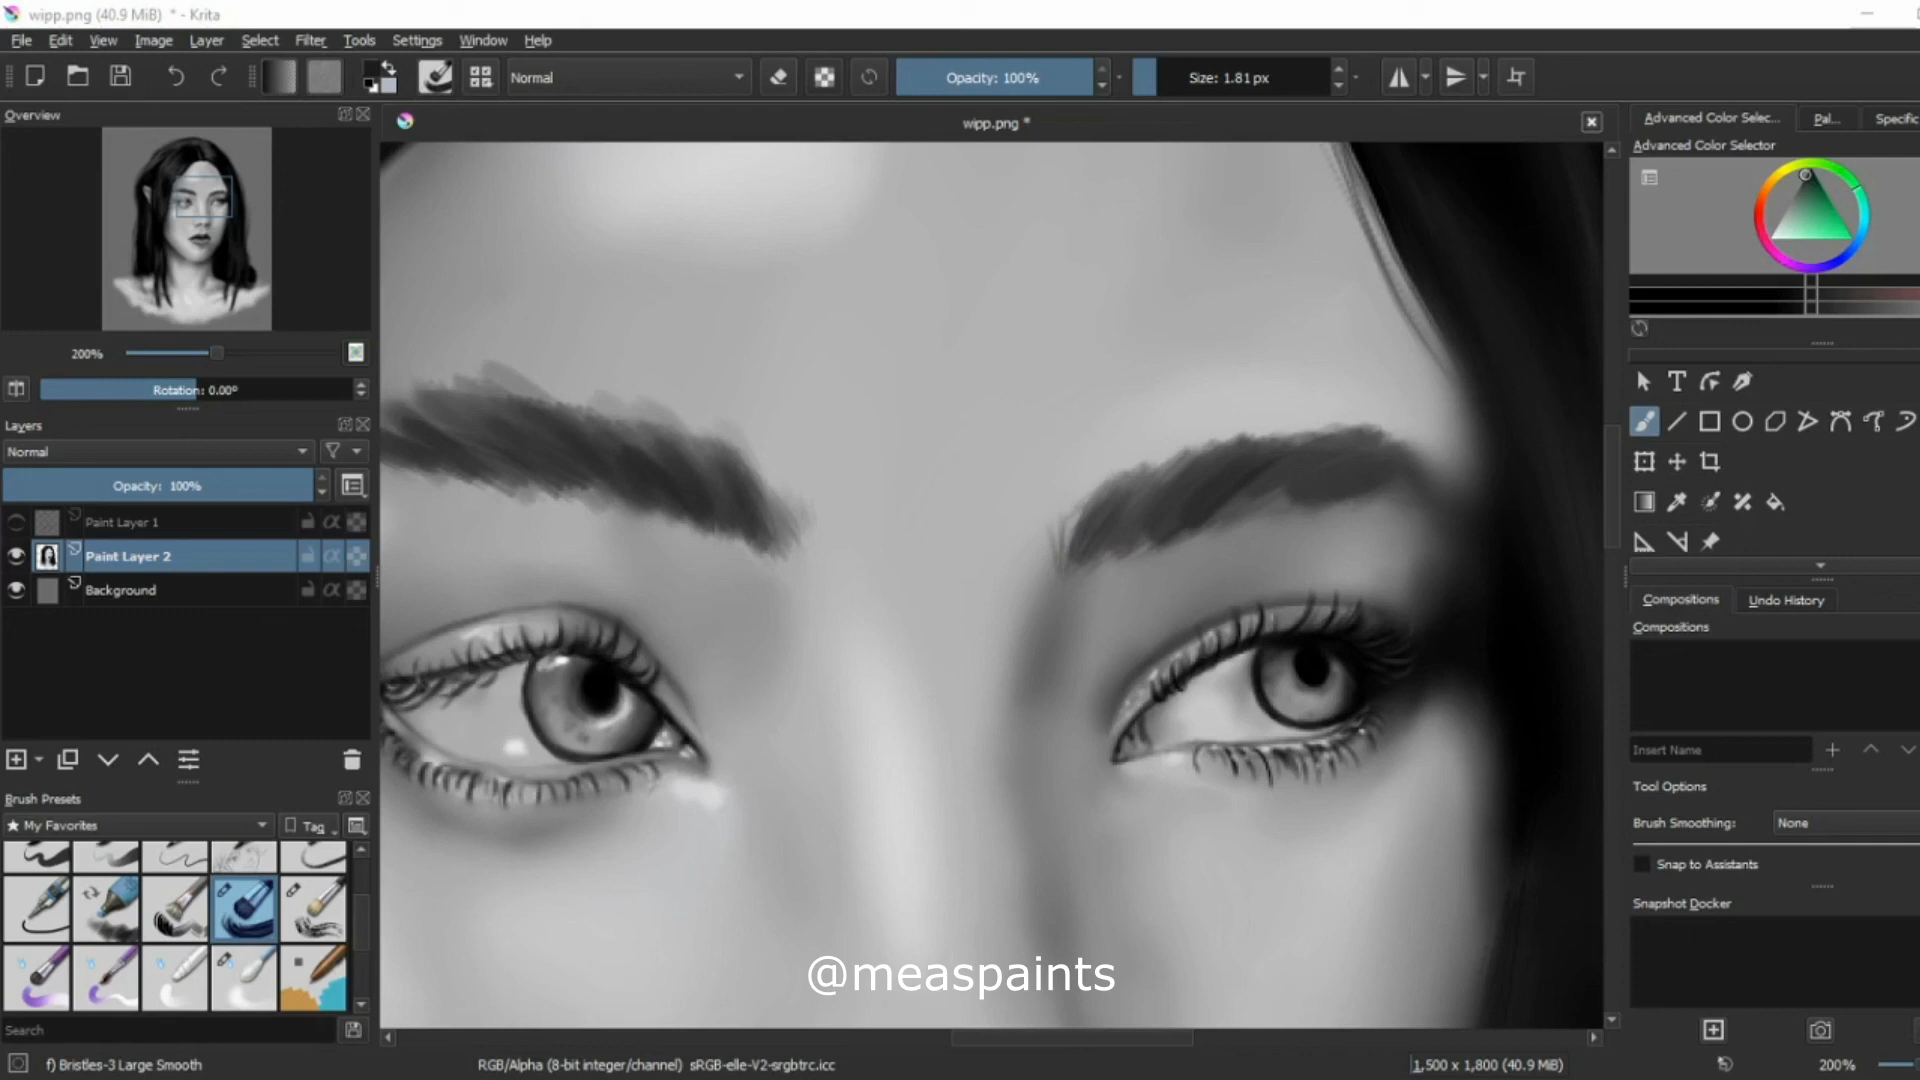 wipp.png (40.9 MiB) * - Krita
File Edit View Image Layer Select Filter Tools Settings Window Help
Normal
Opacity: 100%
Size: 1.81 px
Overview
wipp.png *
Advanced Color Selec... Pal... Specific
Advanced Color Selector
200%
Rotation: 0.00°
Layers
Normal
Opacity: 100%
Paint Layer 1
Paint Layer 2
Background
Compositions Undo History
Compositions
Insert Name
Tool Options
Brush Presets
My Favorites
Tag
Brush Smoothing: None
Snap to Assistants
Snapshot Docker
@measpaints
Search
f) Bristles-3 Large Smooth
RGB/Alpha (8-bit integer/channel) sRGB-elle-V2-srgbtrc.icc
1,500 x 1,800 (40.9 MiB)
200%